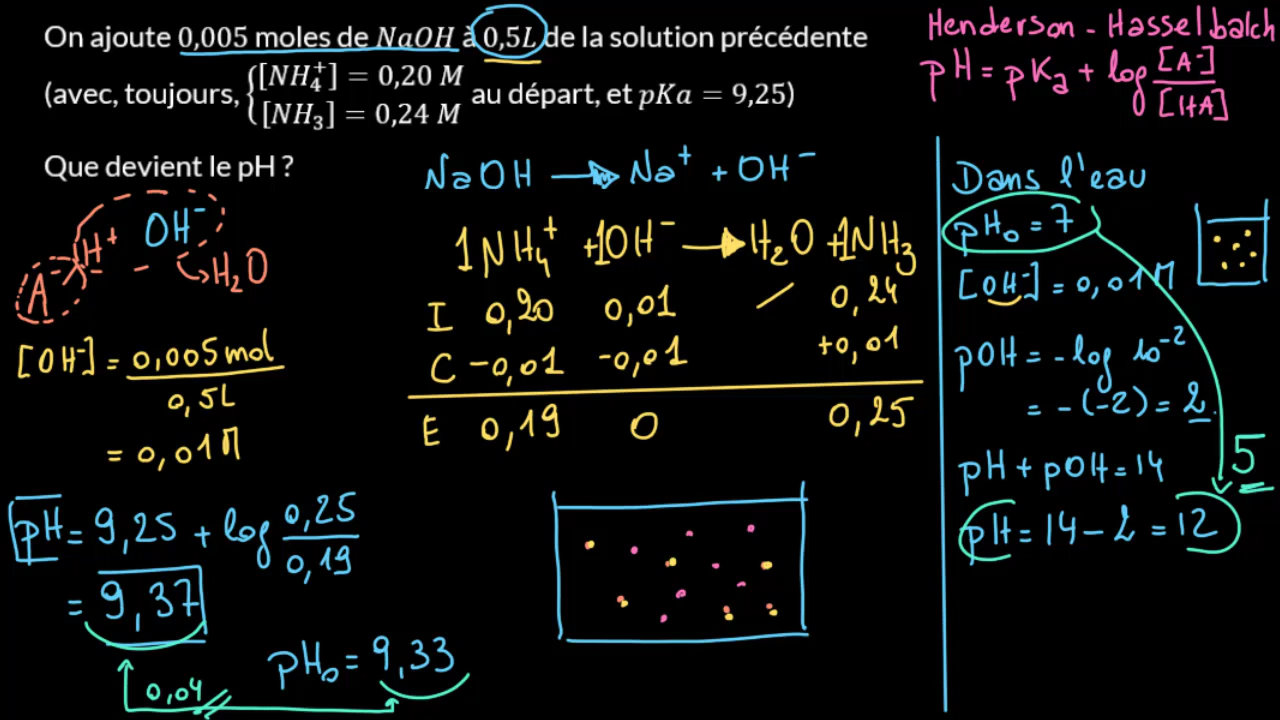 On ajoute 0,005 moles de NaOH à 0,5L de la solution précédente
(avec, toujours, {[NH₄⁺] = 0,20 M
[NH₃] = 0,24 M au départ, et pKa = 9,25)
Que devient le pH ?
Henderson - Hasselbalch
pH = pKa + log [A⁻]/[HA]
A⁻ H⁺ OH⁻
H₂O
[OH⁻] = 0,005 mol / 0,5L
= 0,01 M
NaOH → Na⁺ + OH⁻
1NH₄⁺ + 1OH⁻ → H₂O + 1NH₃
I 0,20 0,01 / 0,24
C -0,01 -0,01 +0,01
E 0,19 0 0,25
pH = 9,25 + log 0,25/0,19
= 9,37
pH₀ = 9,33
0,04
Dans l'eau
pH₀ = 7
[OH⁻] = 0,01 M
pOH = - log 10⁻²
= -(-2) = 2
pH + pOH = 14
pH = 14 - 2 = 12
5